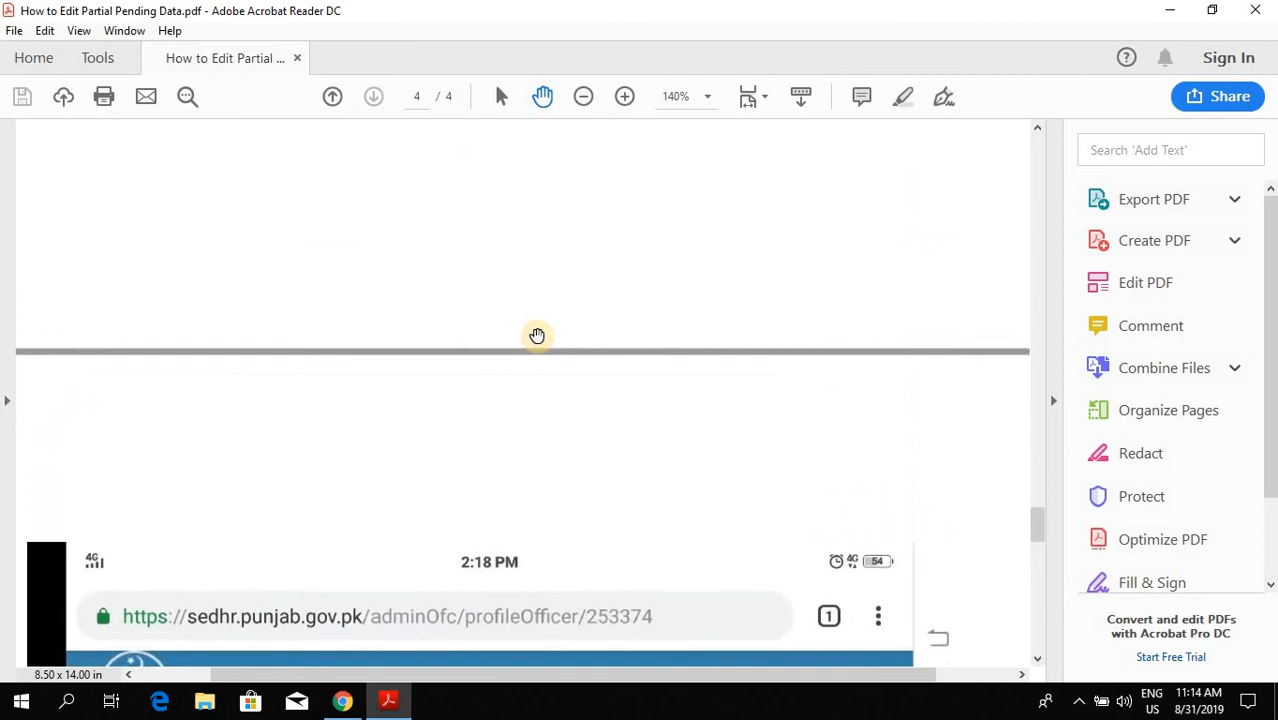 How to Edit Partial Pending Data.pdf - Adobe Acrobat Reader DC
File Edit View Window Help
Home Tools How to Edit Partial ... Sign In
4 / 4 140% Share
Search 'Add Text'
Export PDF
Create PDF
Edit PDF
Comment
Combine Files
Organize Pages
Redact
Protect
Optimize PDF
Fill & Sign
Convert and edit PDFs
with Acrobat Pro DC
Start Free Trial
4G 2:18 PM 4G 54
https://sedhr.punjab.gov.pk/adminOfc/profileOfficer/253374 1
8.50 x 14.00 in
ENG 11:14 AM
US 8/31/2019